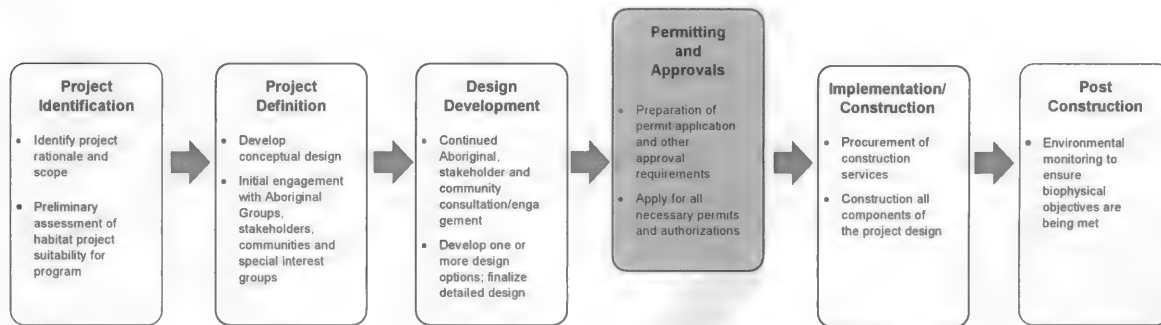 Project
Identification
• Identify project
rationale and
scope
• Preliminary
assessment of
habitat project
suitability for
program
Project
Definition
• Develop
conceptual design
• Initial engagement
with Aboriginal
Groups,
stakeholders,
communities and
special interest
groups
Design
Development
• Continued
Aboriginal,
stakeholder and
community
consultation/enga
gement
• Develop one or
more design
options; finalize
detailed design
Permitting
and
Approvals
• Preparation of
permit application
and other
approval
requirements
• Apply for all
necessary permits
and authorizations
Implementation/
Construction
• Procurement of
construction
services
• Construction all
components of
the project design
Post
Construction
• Environmental
monitoring to
ensure
biophysical
objectives are
being met